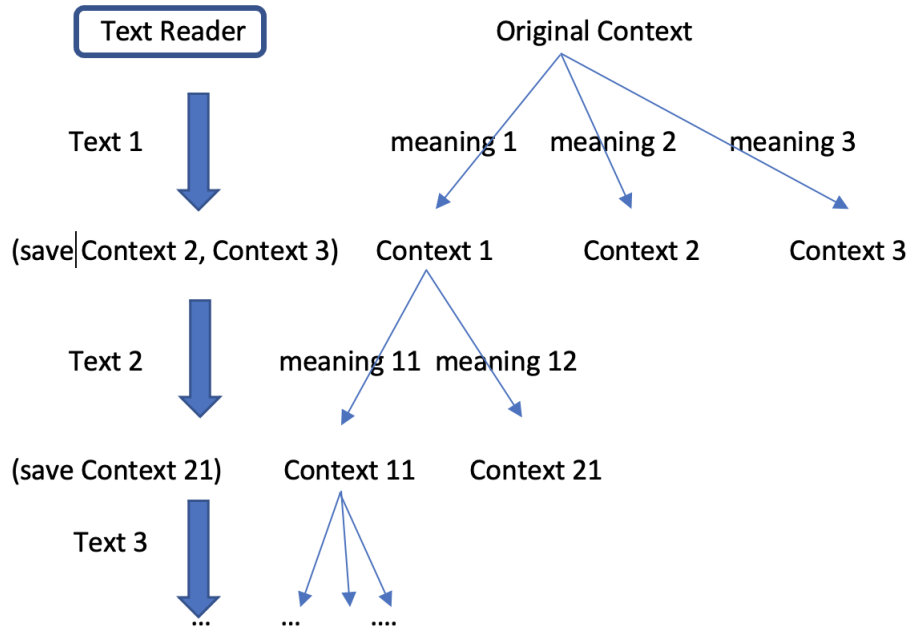 Text Reader Original Context
Text 1 meaning 1 meaning 2 meaning 3
(save Context 2, Context 3) Context 1 Context 2 Context 3
Text 2 meaning 11 meaning 12
(save Context 21) Context 11 Context 21
Text 3
... ... ....